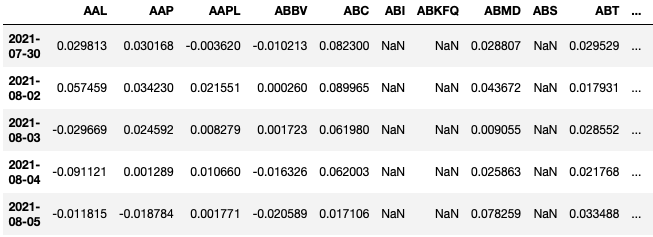 AAL AAP AAPL ABBV ABC ABI ABKFQ ABMD ABS ABT ...
2021-07-30 0.029813 0.030168 -0.003620 -0.010213 0.082300 NaN NaN 0.028807 NaN 0.029529 ...
2021-08-02 0.057459 0.034230 0.021551 0.000260 0.089965 NaN NaN 0.043672 NaN 0.017931 ...
2021-08-03 -0.029669 0.024592 0.008279 0.001723 0.061980 NaN NaN 0.009055 NaN 0.028552 ...
2021-08-04 -0.091121 0.001289 0.010660 -0.016326 0.062003 NaN NaN 0.025863 NaN 0.021768 ...
2021-08-05 -0.011815 -0.018784 0.001771 -0.020589 0.017106 NaN NaN 0.078259 NaN 0.033488 ...